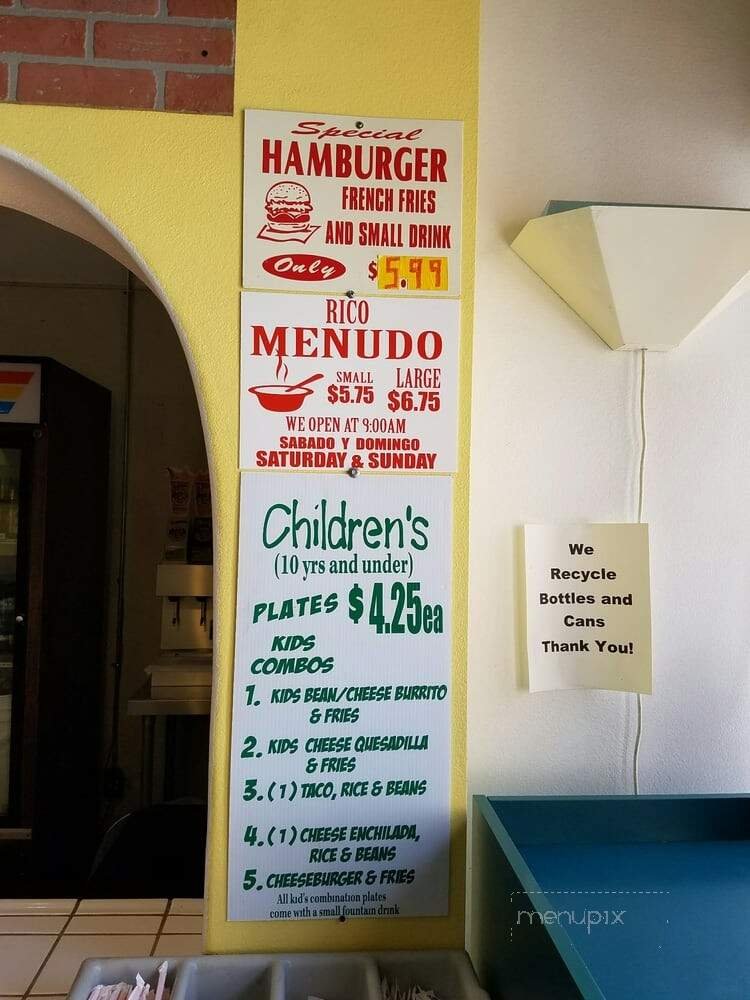 Special
HAMBURGER
FRENCH FRIES
AND SMALL DRINK
Only $5.99
RICO
MENUDO
SMALL LARGE
$5.75 $6.75
WE OPEN AT 9:00AM
SABADO Y DOMINGO
SATURDAY & SUNDAY
Children's
(10 yrs and under)
PLATES $4.25ea
KIDS
COMBOS
1. KIDS BEAN/CHEESE BURRITO
& FRIES
2. KIDS CHEESE QUESADILLA
& FRIES
3. (1) TACO, RICE & BEANS
4. (1) CHEESE ENCHILADA,
RICE & BEANS
5. CHEESEBURGER & FRIES
All kid's combination plates
come with a small fountain drink
We
Recycle
Bottles and
Cans
Thank You!
menupix